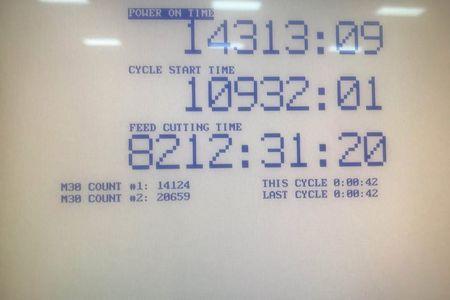 POWER ON TIME
14313:09
CYCLE START TIME
10932:01
FEED CUTTING TIME
8212:31:20
M30 COUNT #1: 14124 THIS CYCLE 0:00:42
M30 COUNT #2: 20659 LAST CYCLE 0:00:42